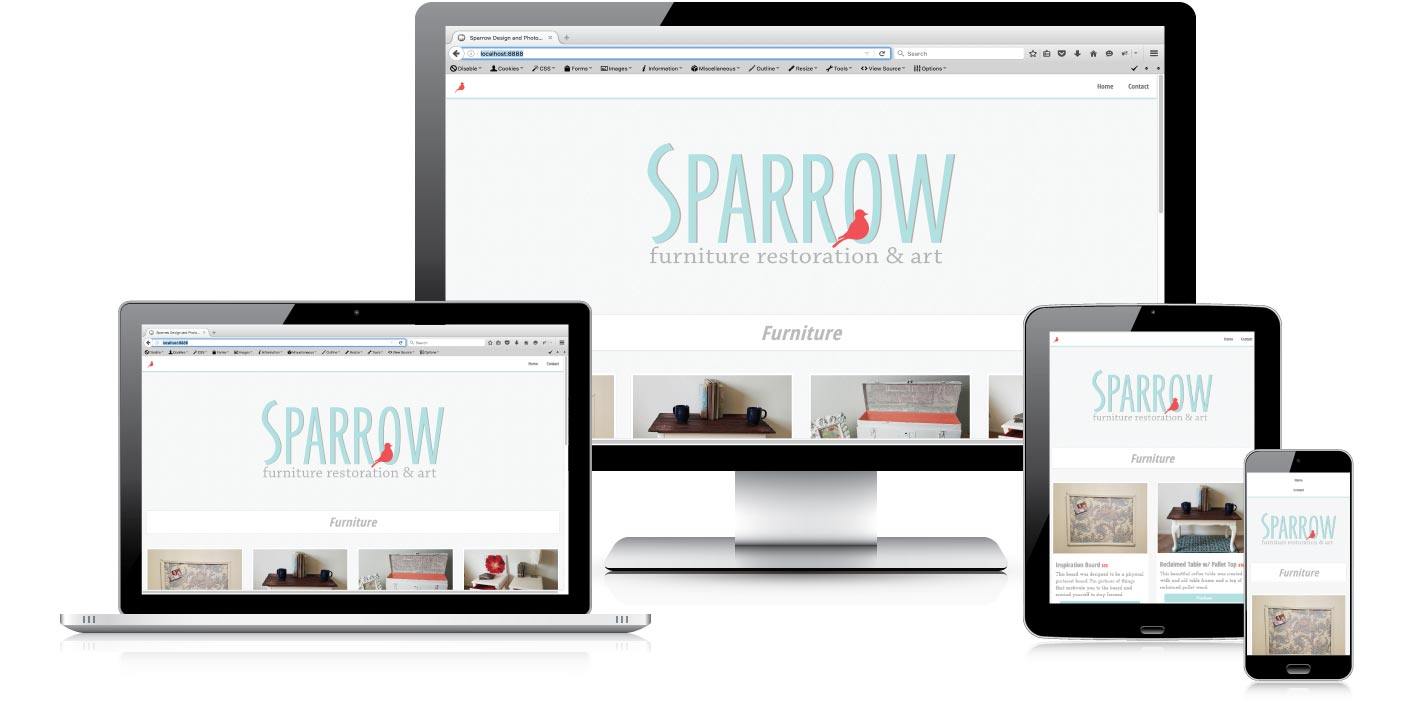 Sparrow Design and Photo...
localhost:8888
Search
Disable Cookies CSS Forms Images Information Miscellaneous Outline Resize Tools View Source Options
Home Contact
SPARROW
furniture restoration & art
Furniture
Sparrow Design and Photo...
localhost:8888
Search
Disable Cookies CSS Forms Images Information Miscellaneous Outline Resize Tools View Source Options
Home Contact
SPARROW
furniture restoration & art
Furniture
Home Contact
SPARROW
furniture restoration & art
Furniture
Inspiration Board
This board was designed to be a physical
pinterest board. Pin pictures of things
that motivate you to the board and
remind yourself to stay focused.
Reclaimed Table w/ Pallet Top
This beautiful coffee table was created
with and old table frame and a top of
reclaimed pallet wood.
Purchase
Home
Contact
SPARROW
furniture restoration & art
Furniture